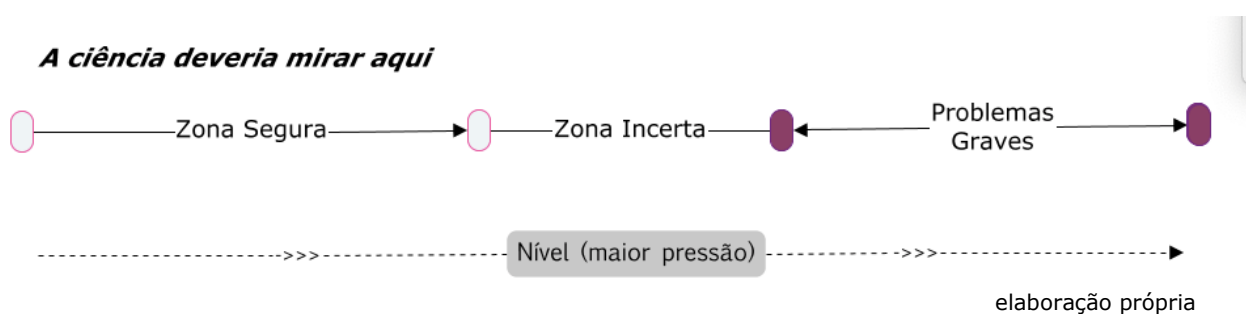 A ciência deveria mirar aqui
Zona Segura
Zona Incerta
Problemas
Graves
>>>
Nível (maior pressão)
>>>
elaboração própria